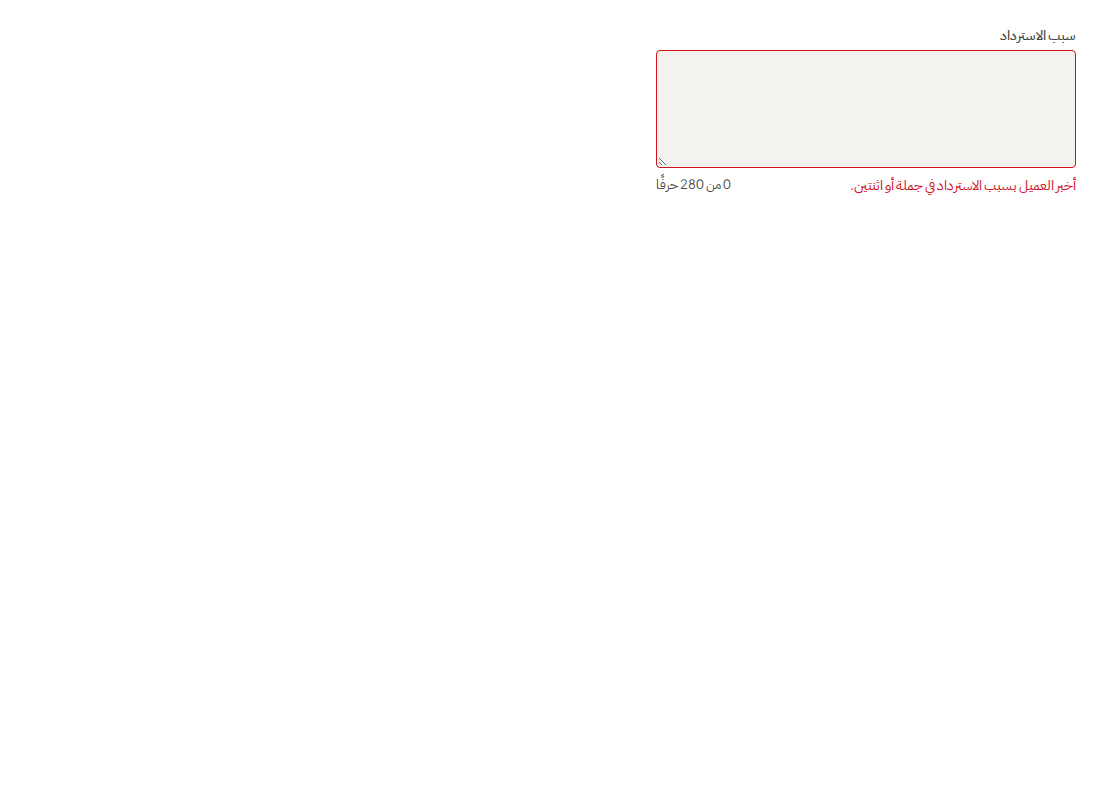 سبب الاسترداد
أخبر العميل بسبب الاسترداد في جملة أو اثنتين.
0 من 280 حرفًا